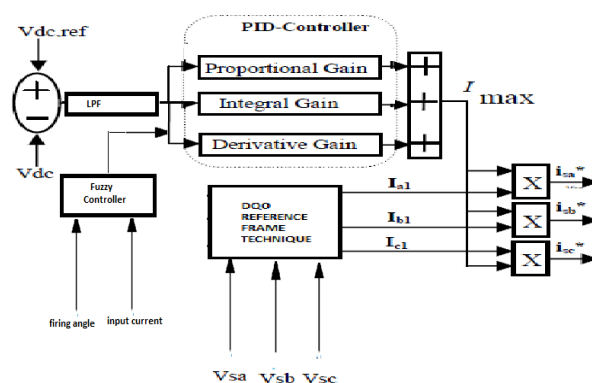 Vdc.ref
PID-Controller
Proportional Gain
LPF
Integral Gain
Derivative Gain
I max
Vdc
Fuzzy
Controller
DQO
REFERENCE
FRAME
TECHNIQUE
Ia1
Ib1
Ic1
X
X
X
isa*
isb*
isc*
firing angle
input current
Vsa
Vsb
Vsc